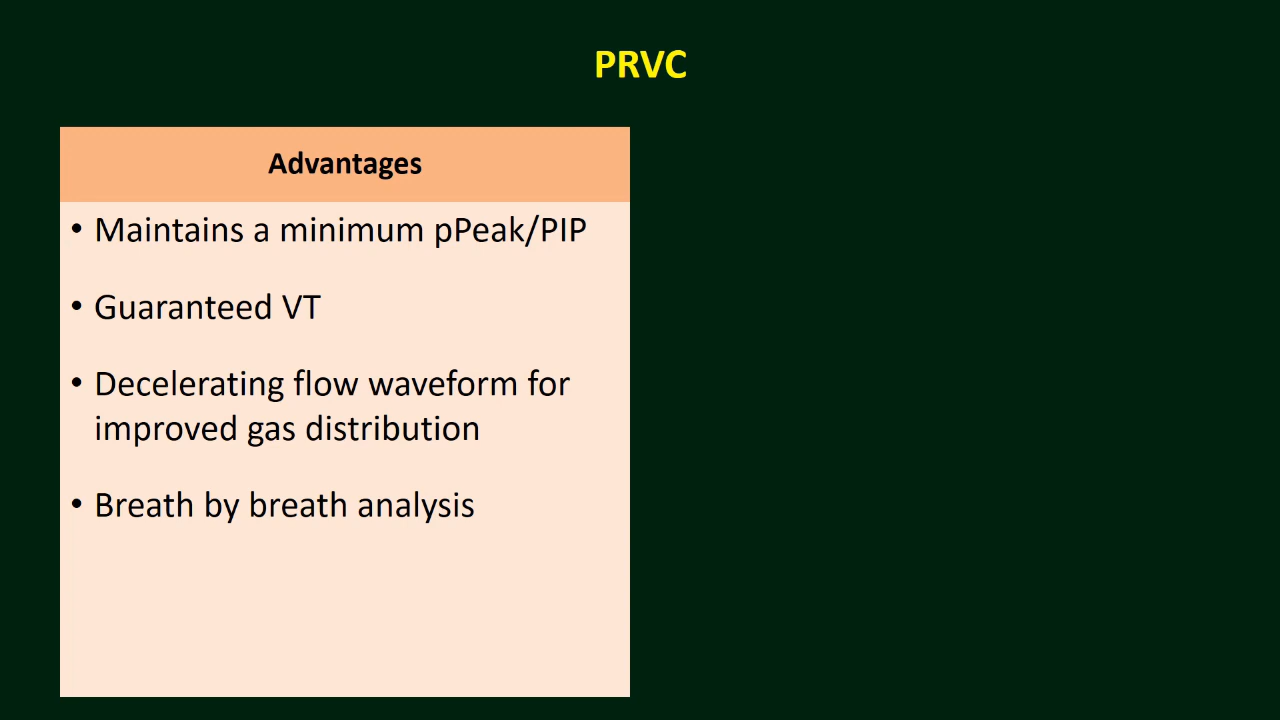 PRVC
Advantages
• Maintains a minimum pPeak/PIP
• Guaranteed VT
• Decelerating flow waveform for
improved gas distribution
• Breath by breath analysis